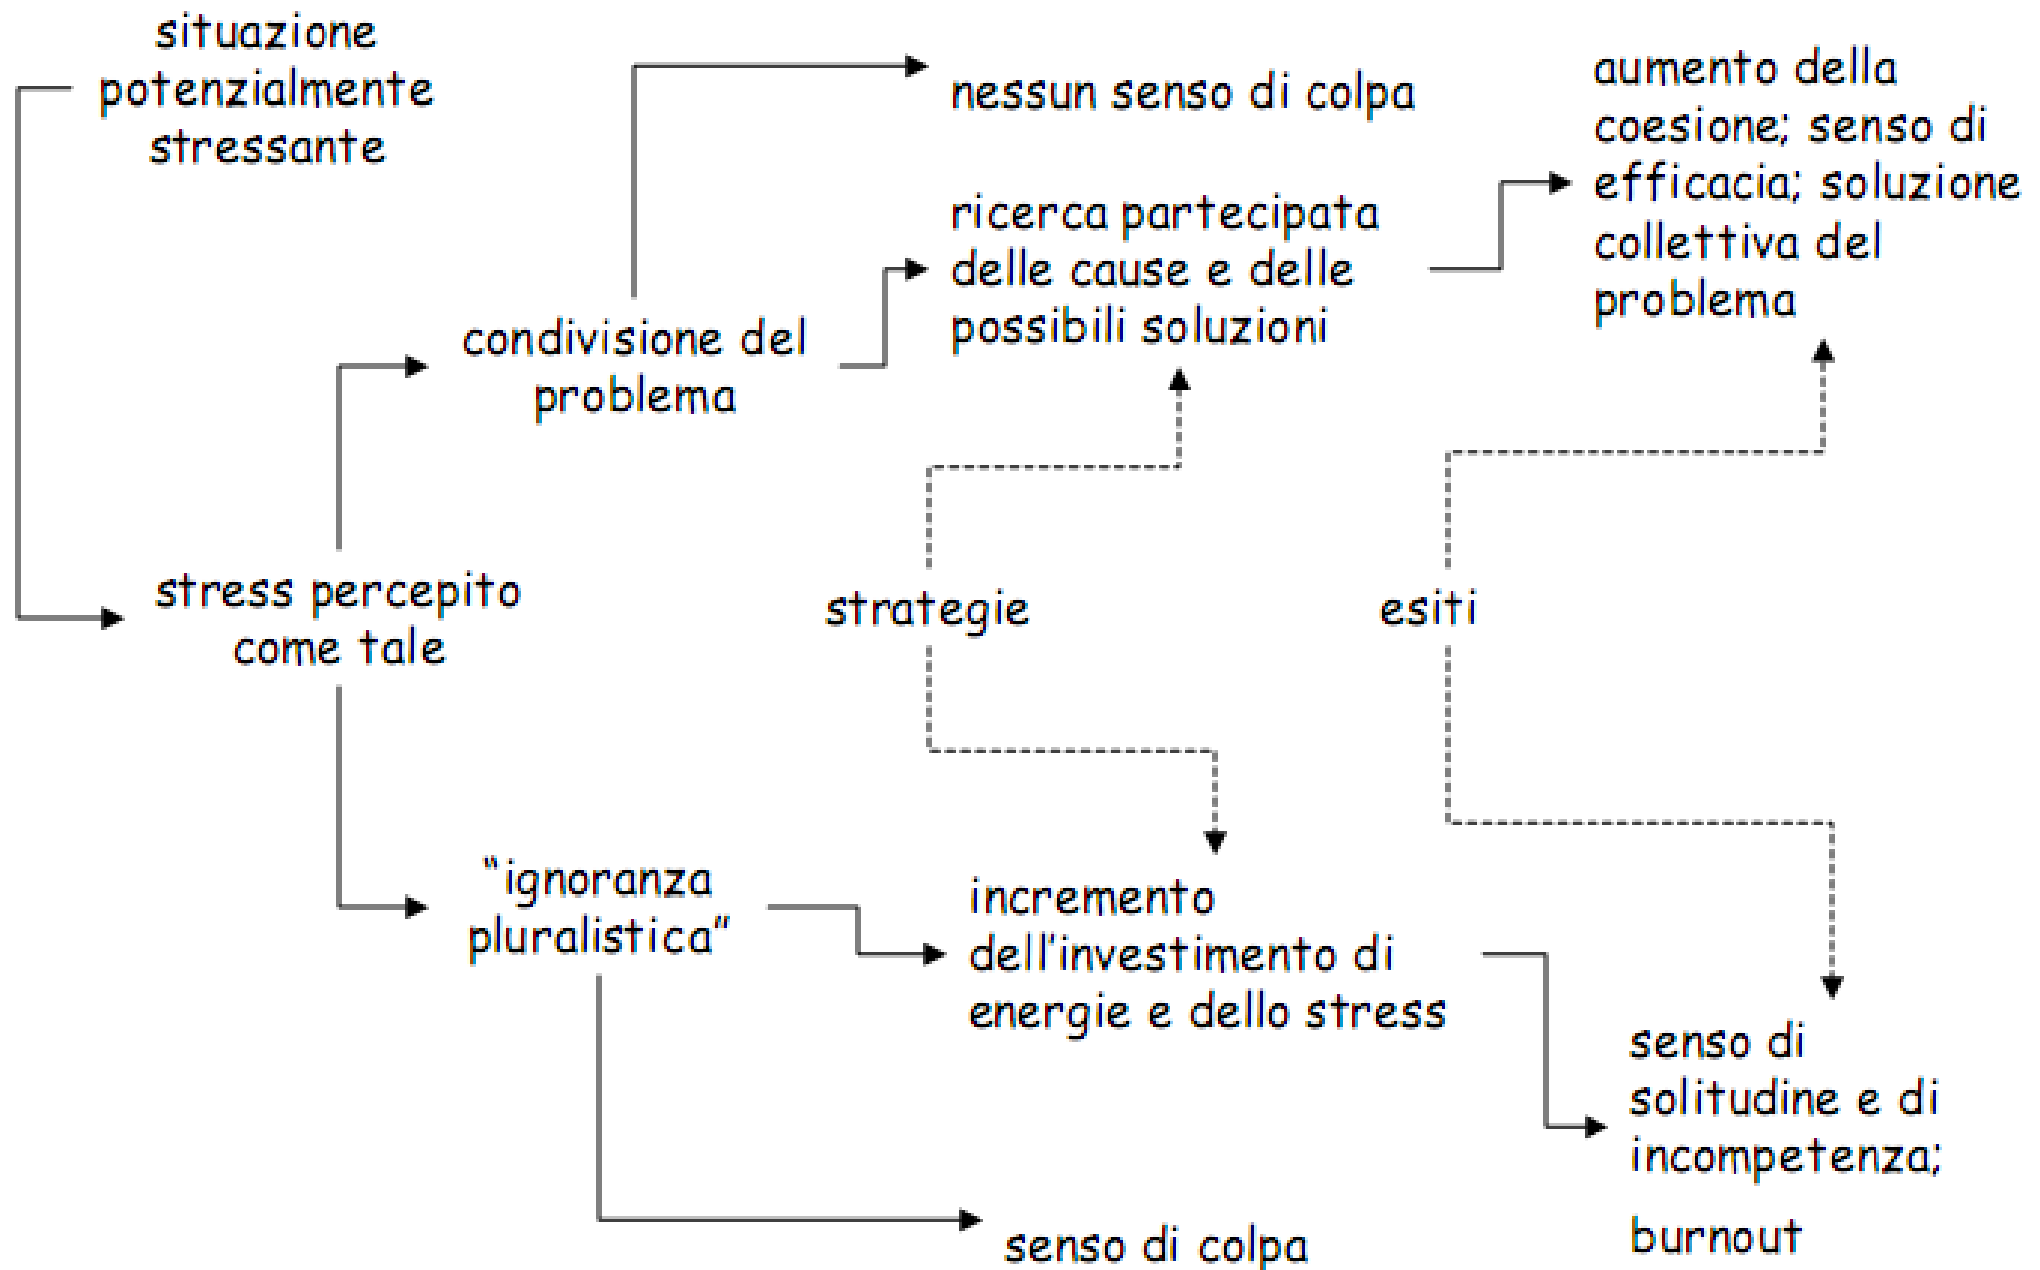 situazione
potenzialmente
stressante
nessun senso di colpa
aumento della
coesione; senso di
efficacia; soluzione
collettiva del
problema
ricerca partecipata
delle cause e delle
possibili soluzioni
condivisione del
problema
stress percepito
come tale
strategie
esiti
“ignoranza
pluralistica”
incremento
dell'investimento di
energie e dello stress
senso di
solitudine e di
incompetenza;
burnout
senso di colpa